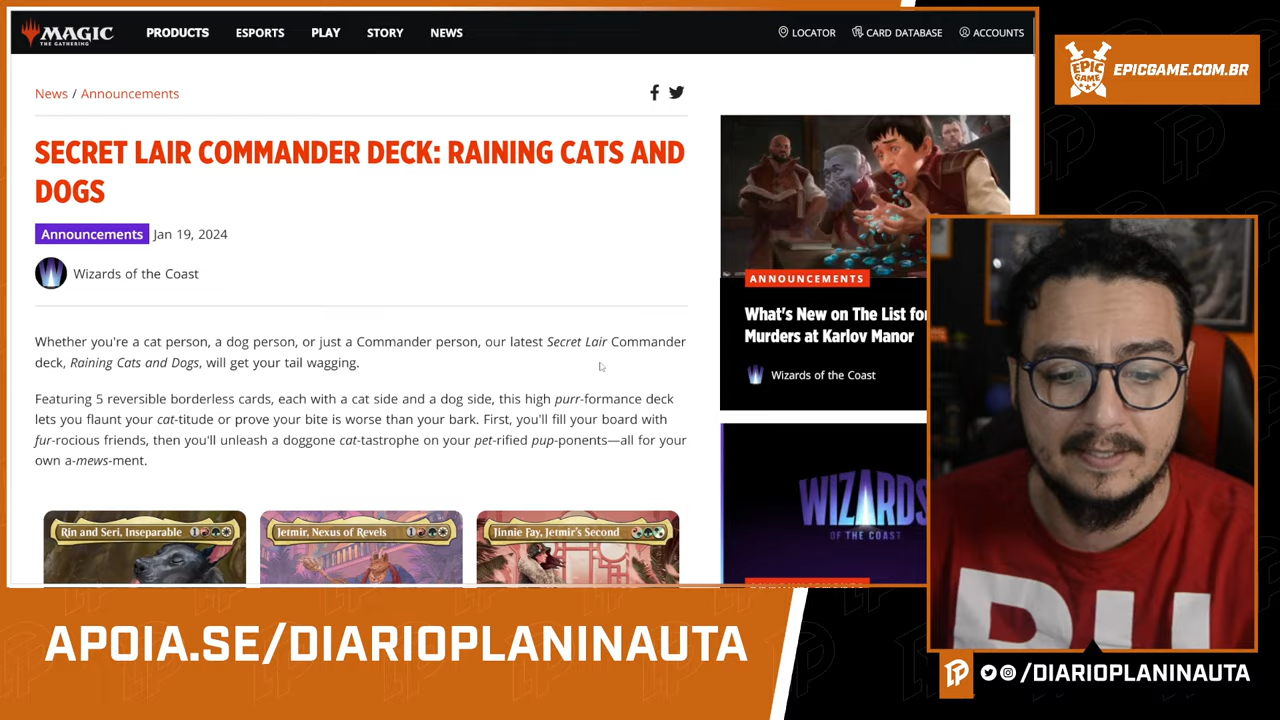 MAGIC
THE GATHERING
PRODUCTS
ESPORTS
PLAY
STORY
NEWS
LOCATOR
CARD DATABASE
ACCOUNTS
News / Announcements
SECRET LAIR COMMANDER DECK: RAINING CATS AND
DOGS
Announcements Jan 19, 2024
Wizards of the Coast
Whether you're a cat person, a dog person, or just a Commander person, our latest Secret Lair Commander
deck, Raining Cats and Dogs, will get your tail wagging.
Featuring 5 reversible borderless cards, each with a cat side and a dog side, this high purr-formance deck
lets you flaunt your cat-titude or prove your bite is worse than your bark. First, you'll fill your board with
fur-rocious friends, then you'll unleash a doggone cat-tastrophe on your pet-rified pup-ponents—all for your
own a-mews-ment.
Rin and Seri, Inseparable 1
Jetmir, Nexus of Revels 1
Jinnie Fay, Jetmir's Second
ANNOUNCEMENTS
What's New on The List for
Murders at Karlov Manor
Wizards of the Coast
WIZARDS
OF THE COAST
EPIC
GAME
EPICGAME.COM.BR
APOIA.SE/DIARIOPLANINAUTA
/DIARIOPLANINAUTA